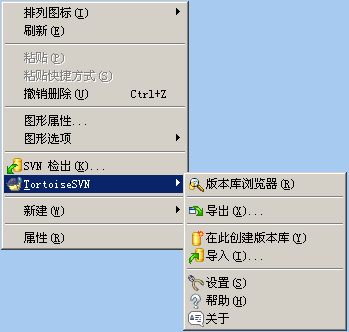 排列图标(I)
刷新(E)
粘贴(P)
粘贴快捷方式(S)
撤销删除(U) Ctrl+Z
图形属性...
图形选项
SVN 检出(K)...
TortoiseSVN
新建(W)
属性(R)
版本库浏览器(R)
导出(X)...
在此创建版本库(Y)
导入(I)...
设置(S)
帮助(H)
关于